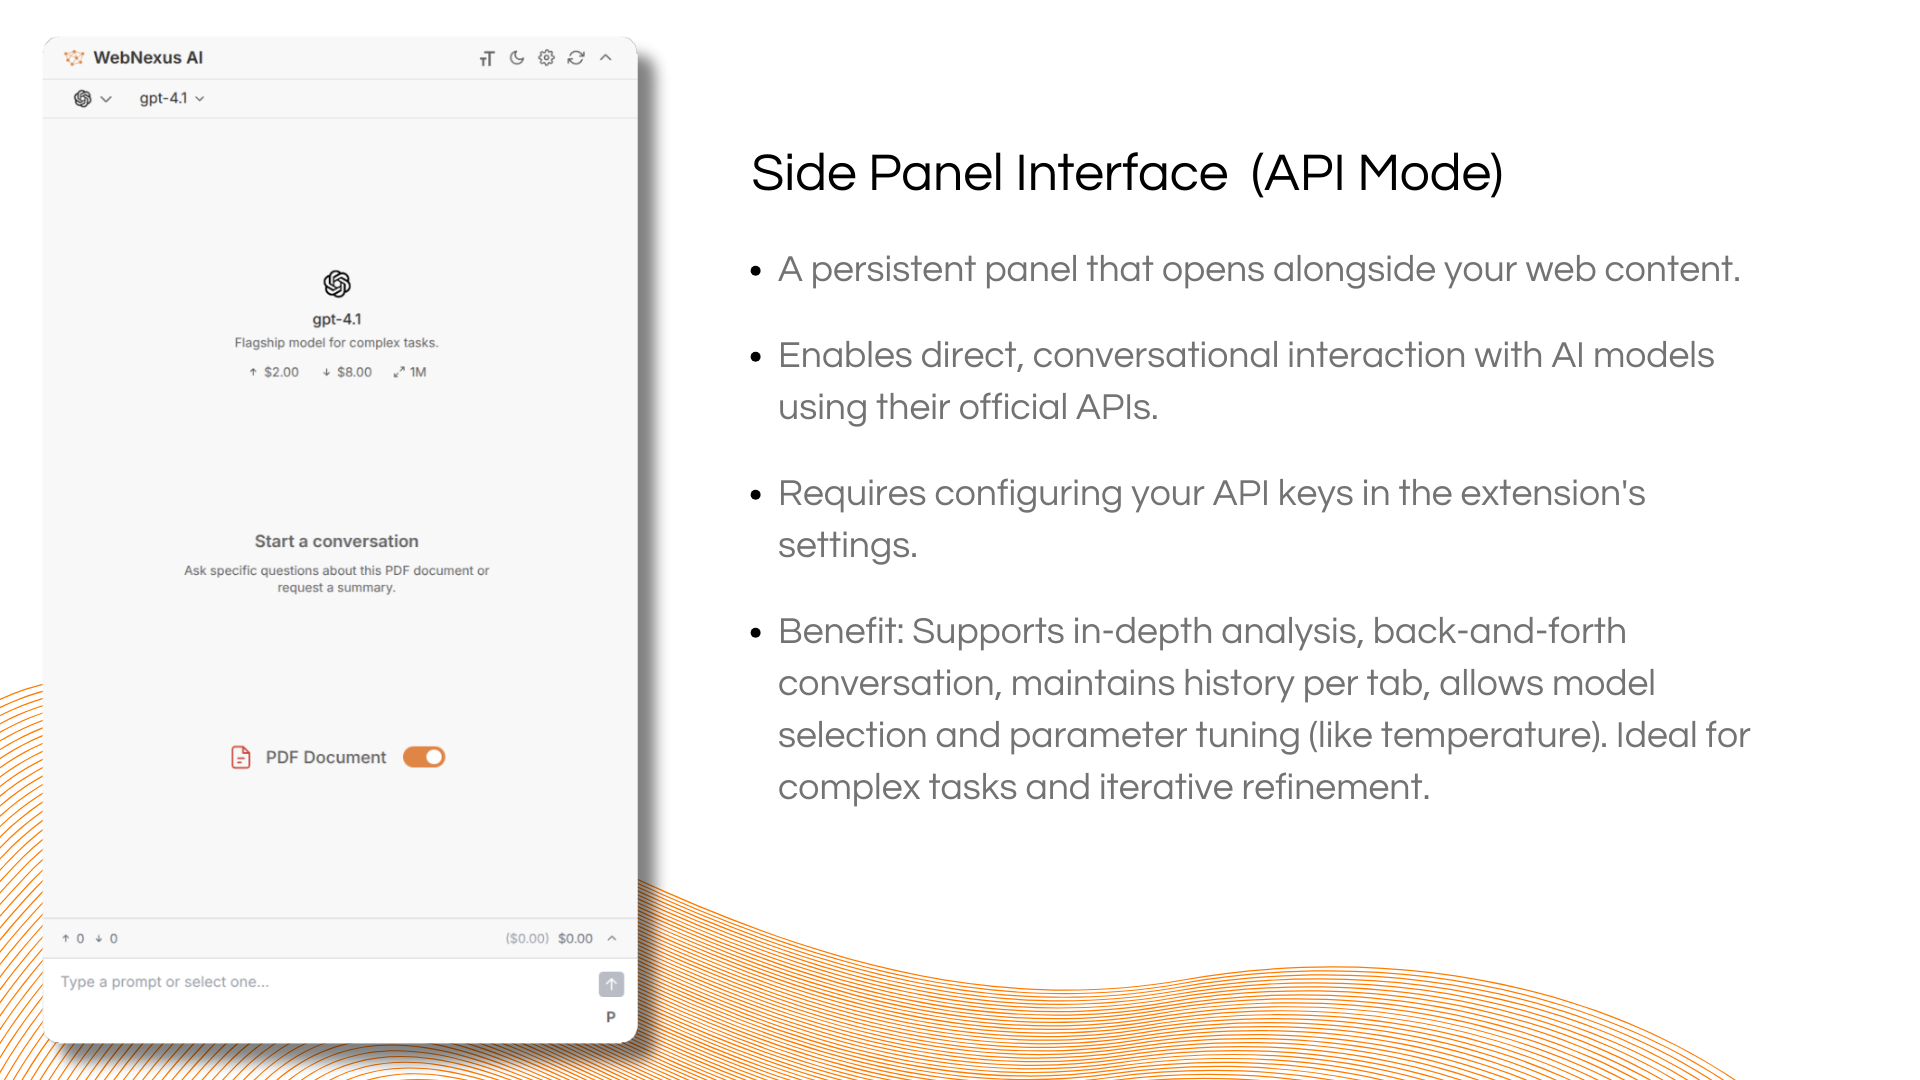 WebNexus AI
gpt-4.1
gpt-4.1
Flagship model for complex tasks.
↑ $2.00 ↓ $8.00 1M
Start a conversation
Ask specific questions about this PDF document or
request a summary.
PDF Document
↑ 0 ↓ 0 ($0.00) $0.00
Type a prompt or select one...
P
Side Panel Interface (API Mode)
• A persistent panel that opens alongside your web content.
• Enables direct, conversational interaction with AI models
using their official APIs.
• Requires configuring your API keys in the extension's
settings.
• Benefit: Supports in-depth analysis, back-and-forth
conversation, maintains history per tab, allows model
selection and parameter tuning (like temperature). Ideal for
complex tasks and iterative refinement.